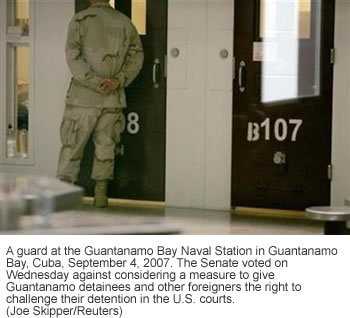 8
B107
A guard at the Guantanamo Bay Naval Station in Guantanamo
Bay, Cuba, September 4, 2007. The Senate voted on
Wednesday against considering a measure to give
Guantanamo detainees and other foreigners the right to
challenge their detention in the U.S. courts.
(Joe Skipper/Reuters)